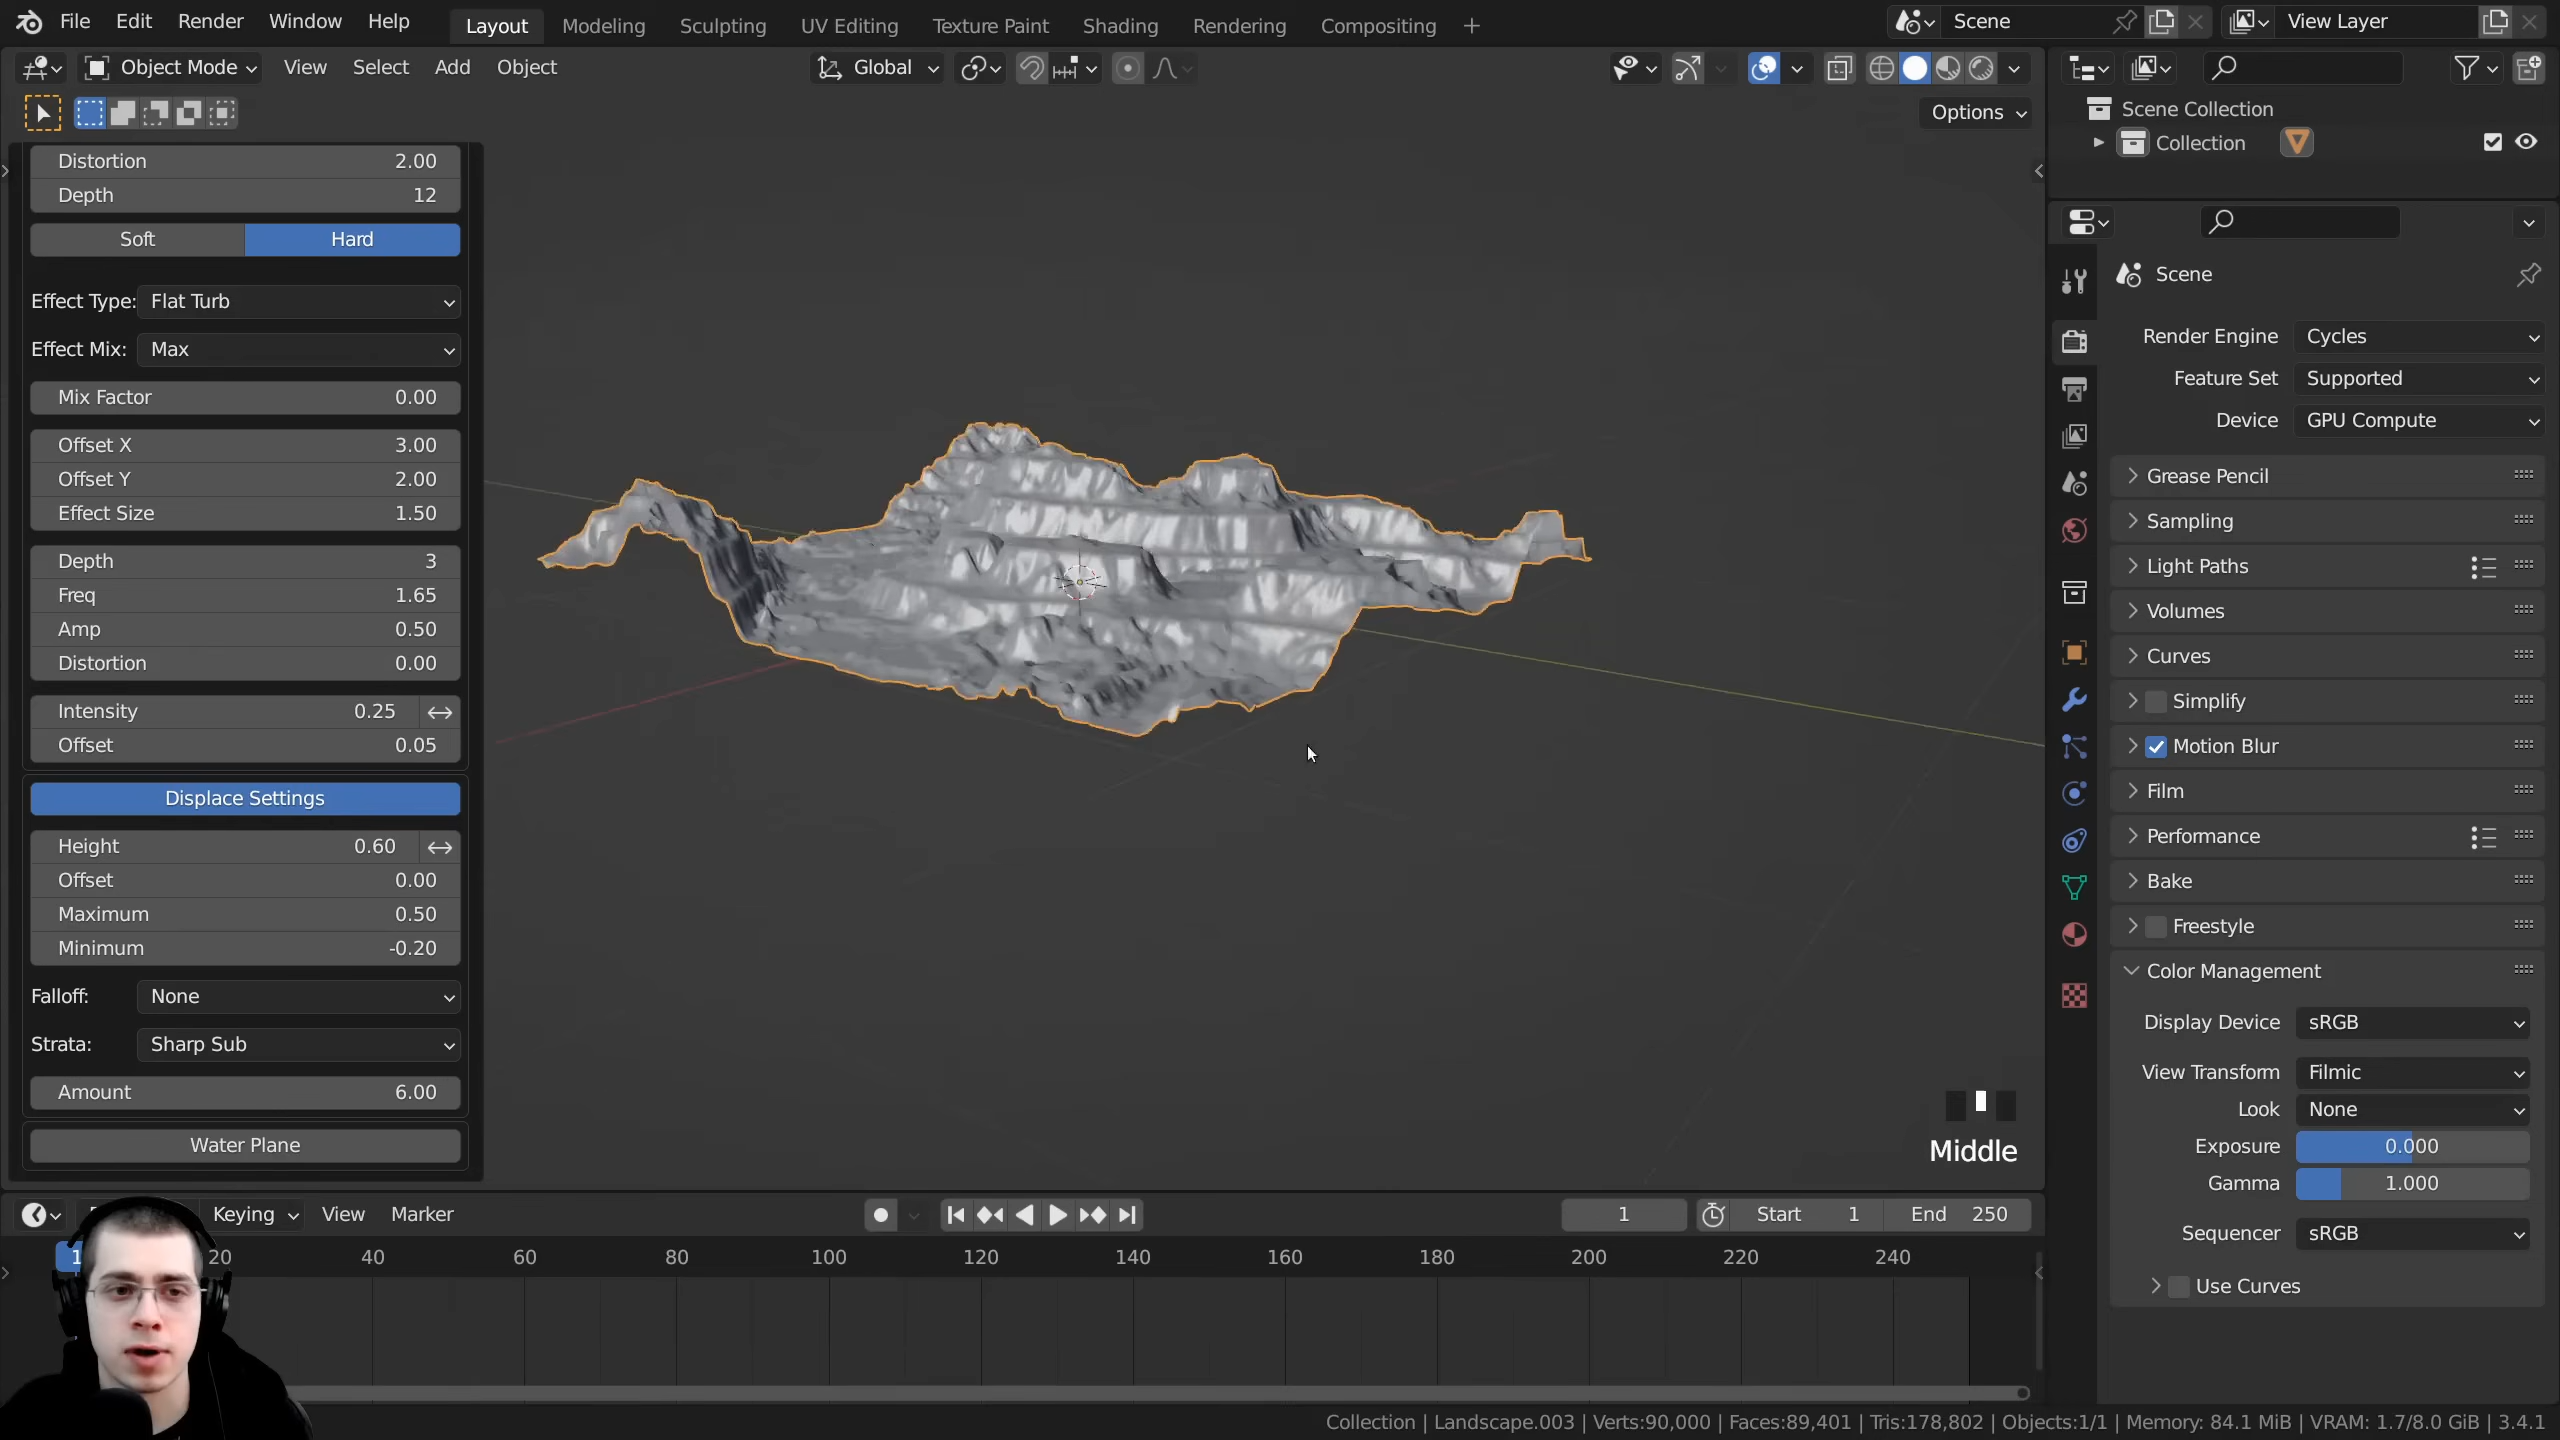 File Edit Render Window Help Layout Modeling Sculpting UV Editing Texture Paint Shading Rendering Compositing Scene View Layer
Object Mode View Select Add Object Global
Options
Scene Collection
Collection
Distortion 2.00
Depth 12
Soft Hard
Effect Type: Flat Turb
Effect Mix: Max
Mix Factor 0.00
Offset X 3.00
Offset Y 2.00
Effect Size 1.50
Depth 3
Freq 1.65
Amp 0.50
Distortion 0.00
Intensity 0.25
Offset 0.05
Displace Settings
Height 0.60
Offset 0.00
Maximum 0.50
Minimum -0.20
Falloff: None
Strata: Sharp Sub
Amount 6.00
Water Plane
Middle
Scene
Render Engine Cycles
Feature Set Supported
Device GPU Compute
Grease Pencil
Sampling
Light Paths
Volumes
Curves
Simplify
Motion Blur
Film
Performance
Bake
Freestyle
Color Management
Display Device sRGB
View Transform Filmic
Look None
Exposure 0.000
Gamma 1.000
Sequencer sRGB
Use Curves
Keying View Marker 1 Start 1 End 250
1 20 40 60 80 100 120 140 160 180 200 220 240
Collection | Landscape.003 | Verts:90,000 | Faces:89,401 | Tris:178,802 | Objects:1/1 | Memory: 84.1 MiB | VRAM: 1.7/8.0 GiB | 3.4.1